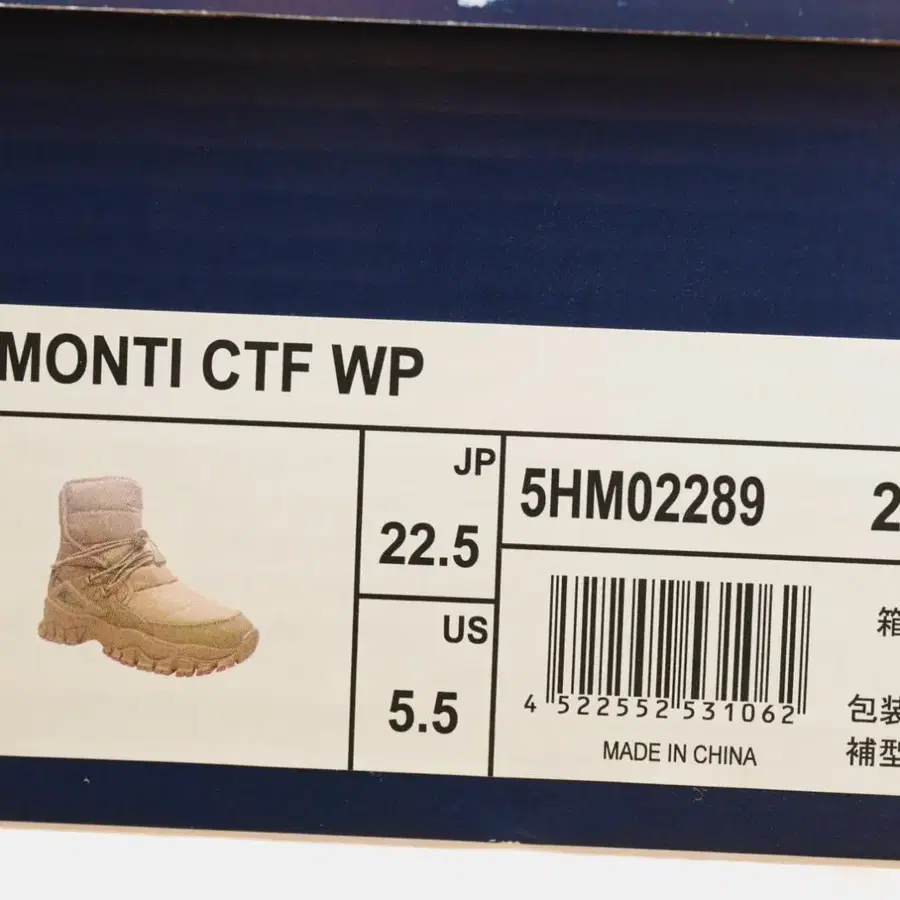 MONTI CTF WP
JP
22.5
5HM02289
2
US
5.5
箱
4 522552 531062
包装
補型
MADE IN CHINA